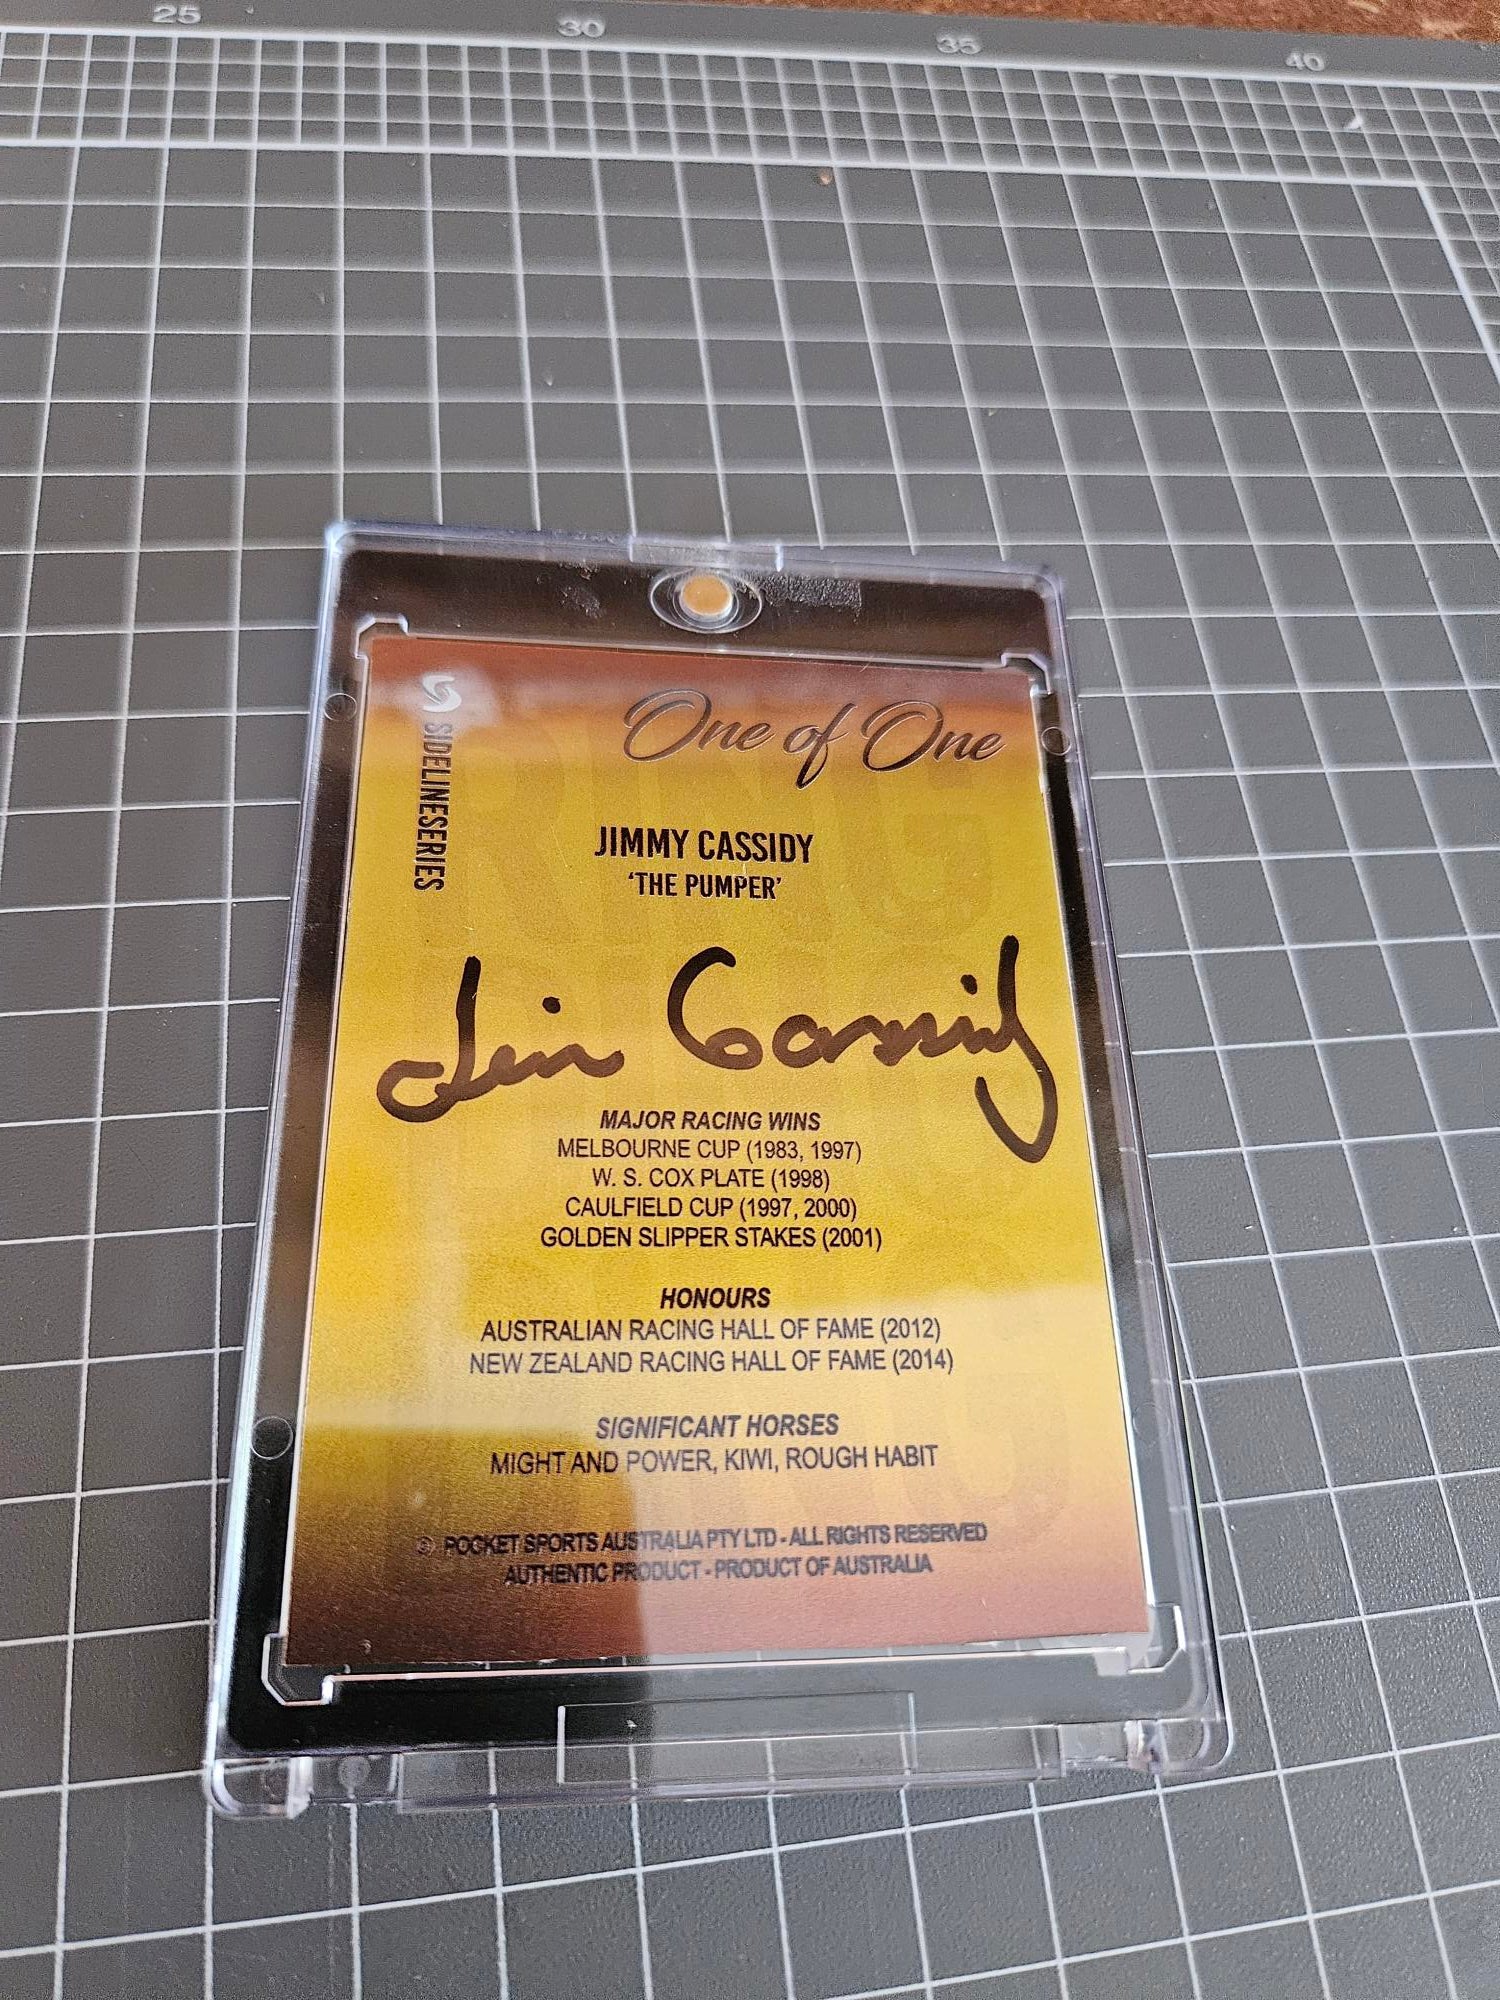 25
30
35
40
One of One
SIDELINESERIES
JIMMY CASSIDY
'THE PUMPER'
Jim Cassidy
MAJOR RACING WINS
MELBOURNE CUP (1983, 1997)
W. S. COX PLATE (1998)
CAULFIELD CUP (1997, 2000)
GOLDEN SLIPPER STAKES (2001)
HONOURS
AUSTRALIAN RACING HALL OF FAME (2012)
NEW ZEALAND RACING HALL OF FAME (2014)
SIGNIFICANT HORSES
MIGHT AND POWER, KIWI, ROUGH HABIT
© POCKET SPORTS AUSTRALIA PTY LTD - ALL RIGHTS RESERVED
AUTHENTIC PRODUCT - PRODUCT OF AUSTRALIA